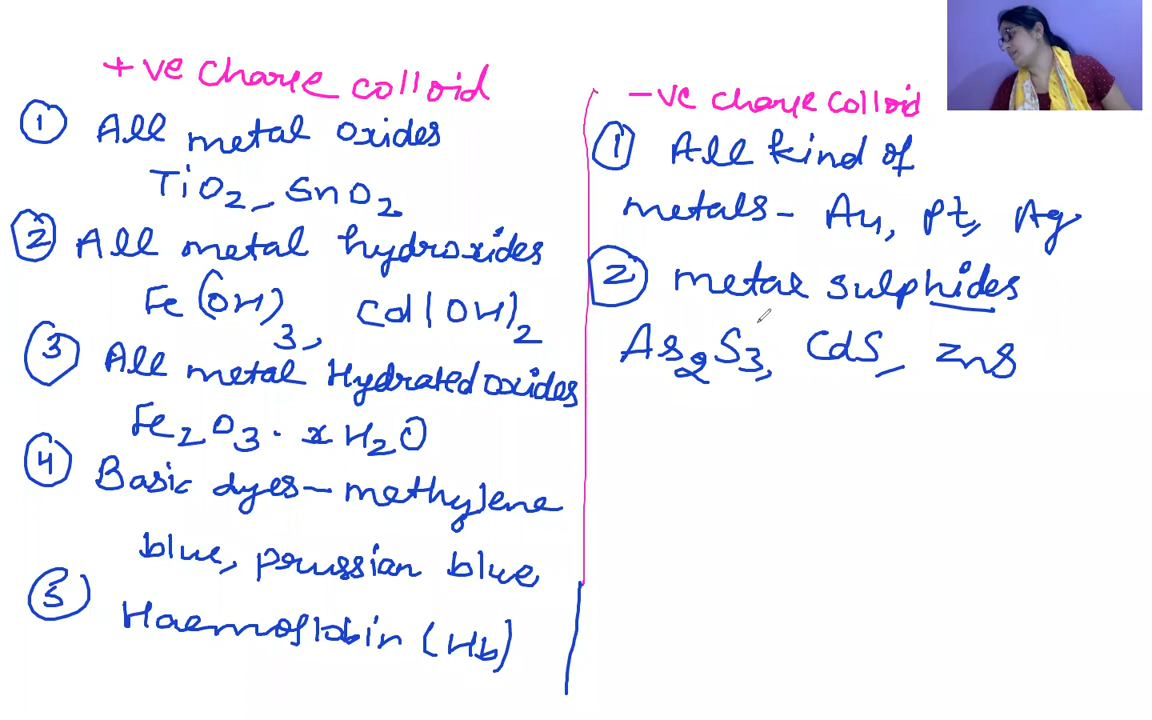 +ve Charge colloid
① All metal oxides
TiO2, SnO2
② All metal hydroxides
Fe(OH)3, Cd(OH)2
③ All metal Hydrated oxides
Fe2O3 · xH2O
④ Basic dyes - methylene
blue, prussian blue
⑤ Haemoglobin (Hb)
-ve charge colloid
① All kind of
metals - Au, Pt, Ag
② metal sulphides
As2S3, CdS, ZnS